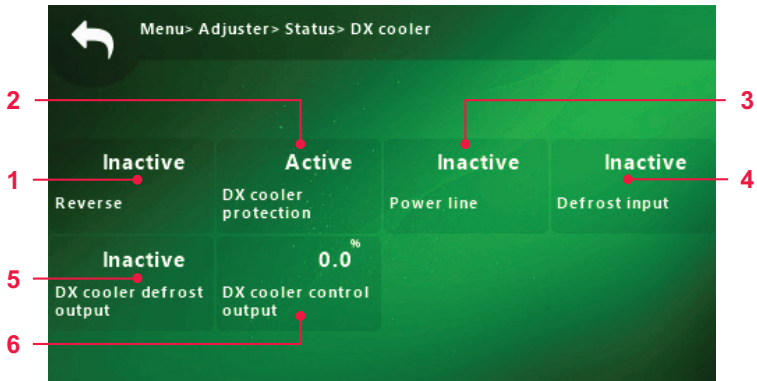 Menu> Adjuster> Status> DX cooler
2
3
Inactive
Active
Inactive
Inactive
1
4
Reverse
DX cooler
protection
Power line
Defrost input
Inactive
0.0
%
5
DX cooler defrost
output
DX cooler control
output
6